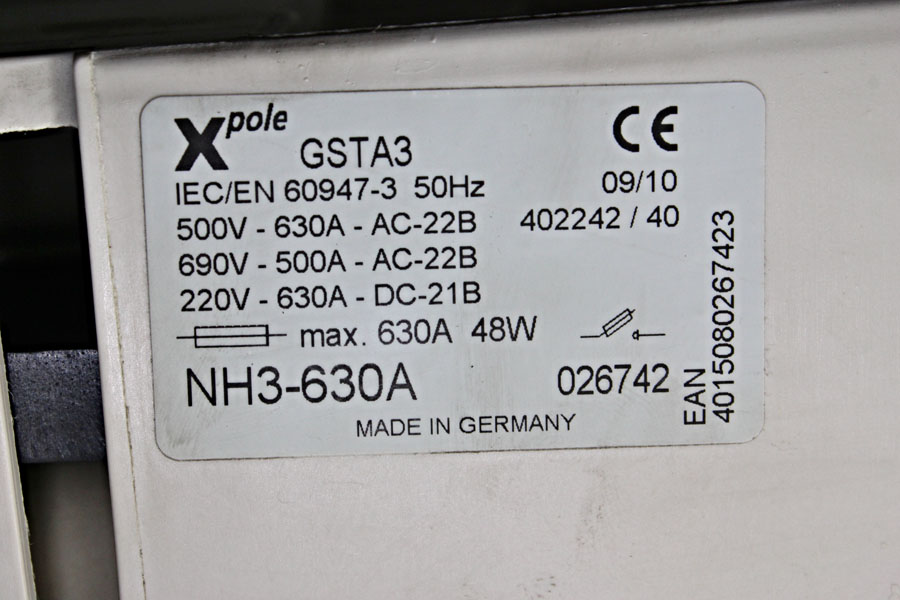 Xpole
GSTA3
CE
IEC/EN 60947-3 50Hz
09/10
500V - 630A - AC-22B
402242 / 40
690V - 500A - AC-22B
220V - 630A - DC-21B
max. 630A 48W
NH3-630A
026742
MADE IN GERMANY
EAN
4015080267423